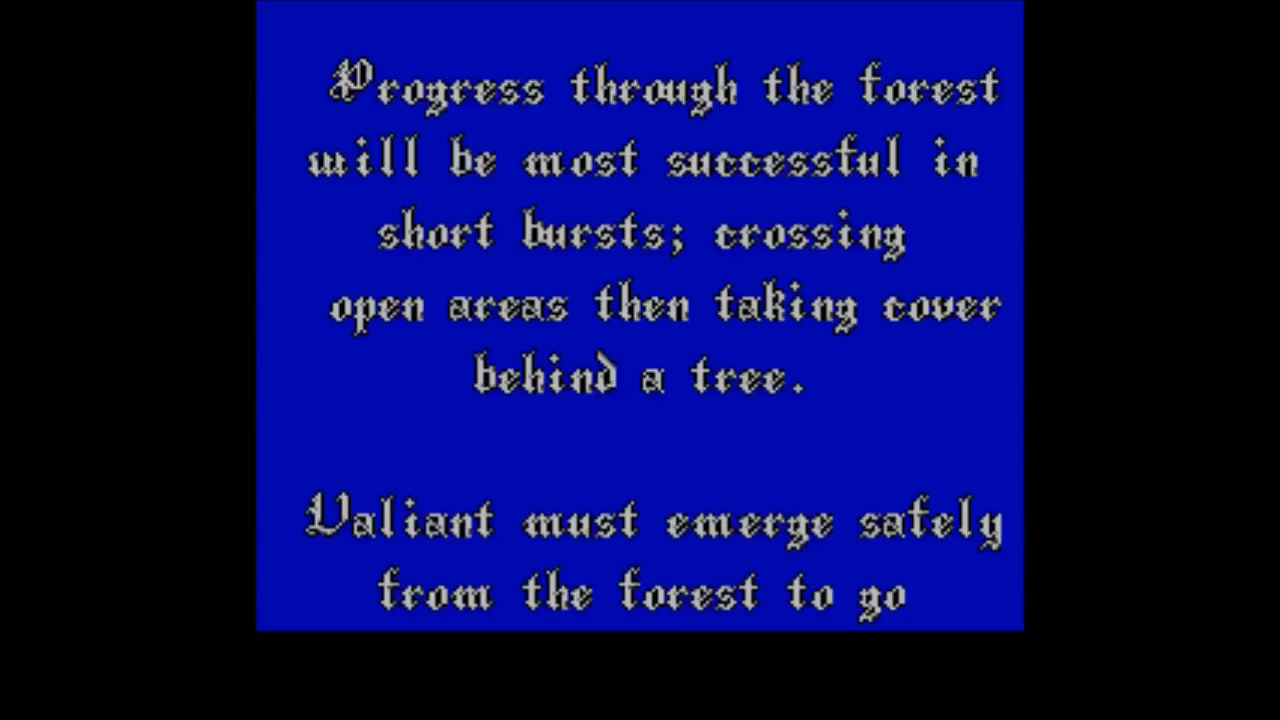 Progress through the forest
will be most successful in
short bursts; crossing
open areas then taking cover
behind a tree.
Valiant must emerge safely
from the forest to go